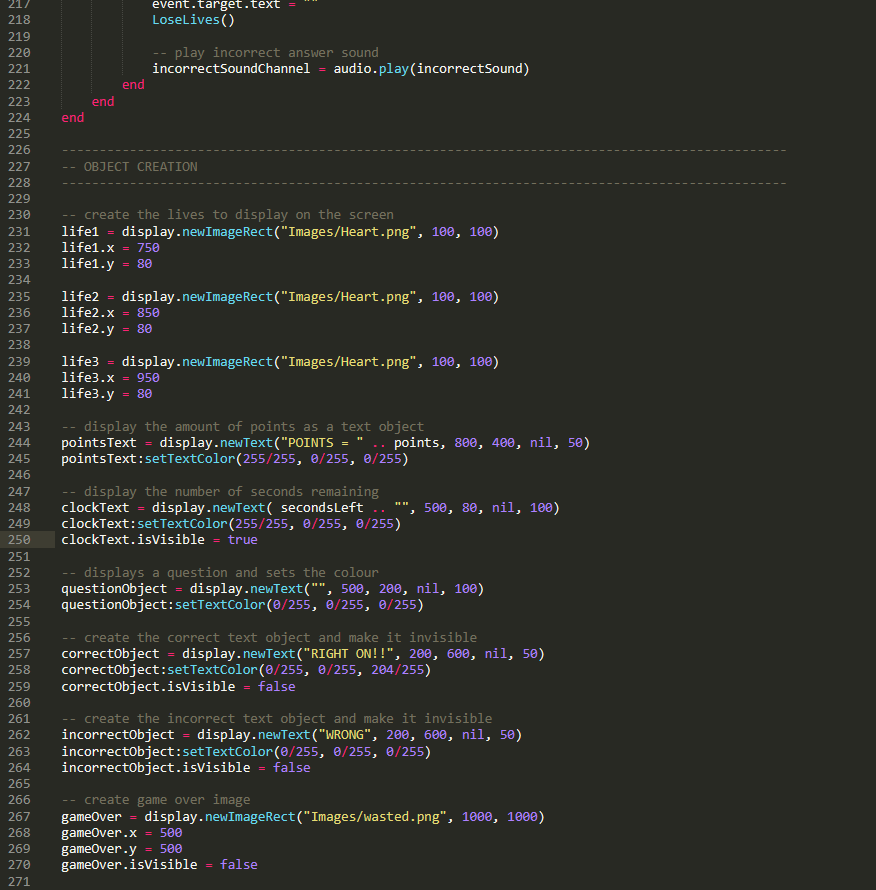 217 event.target.text = ""
218 LoseLives()
219
220 -- play incorrect answer sound
221 incorrectSoundChannel = audio.play(incorrectSound)
222 end
223 end
224 end
225
226 ------------------------------------------------------------------------------------------------
227 -- OBJECT CREATION
228 ------------------------------------------------------------------------------------------------
229
230 -- create the lives to display on the screen
231 life1 = display.newImageRect("Images/Heart.png", 100, 100)
232 life1.x = 750
233 life1.y = 80
234
235 life2 = display.newImageRect("Images/Heart.png", 100, 100)
236 life2.x = 850
237 life2.y = 80
238
239 life3 = display.newImageRect("Images/Heart.png", 100, 100)
240 life3.x = 950
241 life3.y = 80
242
243 -- display the amount of points as a text object
244 pointsText = display.newText("POINTS = " .. points, 800, 400, nil, 50)
245 pointsText:setTextColor(255/255, 0/255, 0/255)
246
247 -- display the number of seconds remaining
248 clockText = display.newText( secondsLeft .. "", 500, 80, nil, 100)
249 clockText:setTextColor(255/255, 0/255, 0/255)
250 clockText.isVisible = true
251
252 -- displays a question and sets the colour
253 questionObject = display.newText("", 500, 200, nil, 100)
254 questionObject:setTextColor(0/255, 0/255, 0/255)
255
256 -- create the correct text object and make it invisible
257 correctObject = display.newText("RIGHT ON!!", 200, 600, nil, 50)
258 correctObject:setTextColor(0/255, 0/255, 204/255)
259 correctObject.isVisible = false
260
261 -- create the incorrect text object and make it invisible
262 incorrectObject = display.newText("WRONG", 200, 600, nil, 50)
263 incorrectObject:setTextColor(0/255, 0/255, 0/255)
264 incorrectObject.isVisible = false
265
266 -- create game over image
267 gameOver = display.newImageRect("Images/wasted.png", 1000, 1000)
268 gameOver.x = 500
269 gameOver.y = 500
270 gameOver.isVisible = false
271